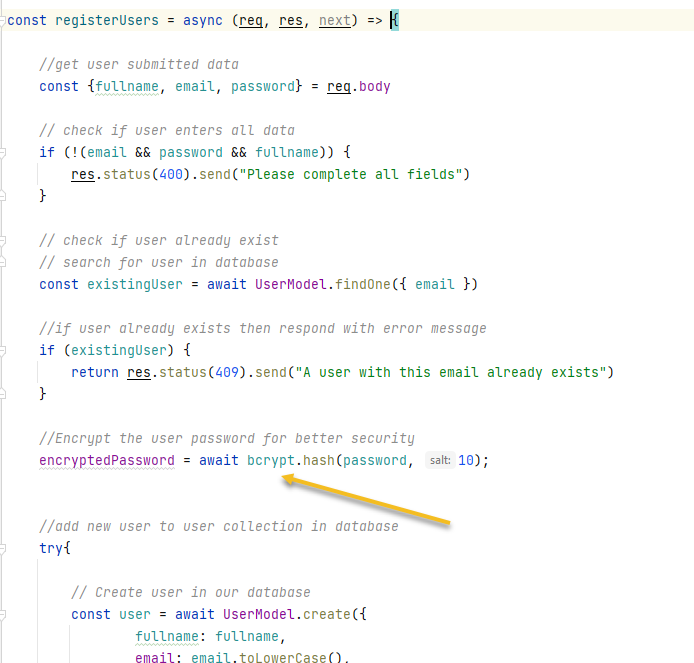 const registerUsers = async (req, res, next) => {
//get user submitted data
const {fullname, email, password} = req.body
// check if user enters all data
if (!(email && password && fullname)) {
res.status(400).send("Please complete all fields")
}
// check if user already exist
// search for user in database
const existingUser = await UserModel.findOne({ email })
//if user already exists then respond with error message
if (existingUser) {
return res.status(409).send("A user with this email already exists")
}
//Encrypt the user password for better security
encryptedPassword = await bcrypt.hash(password, salt: 10);
//add new user to user collection in database
try{
// Create user in our database
const user = await UserModel.create({
fullname: fullname,
email: email.toLowerCase(),